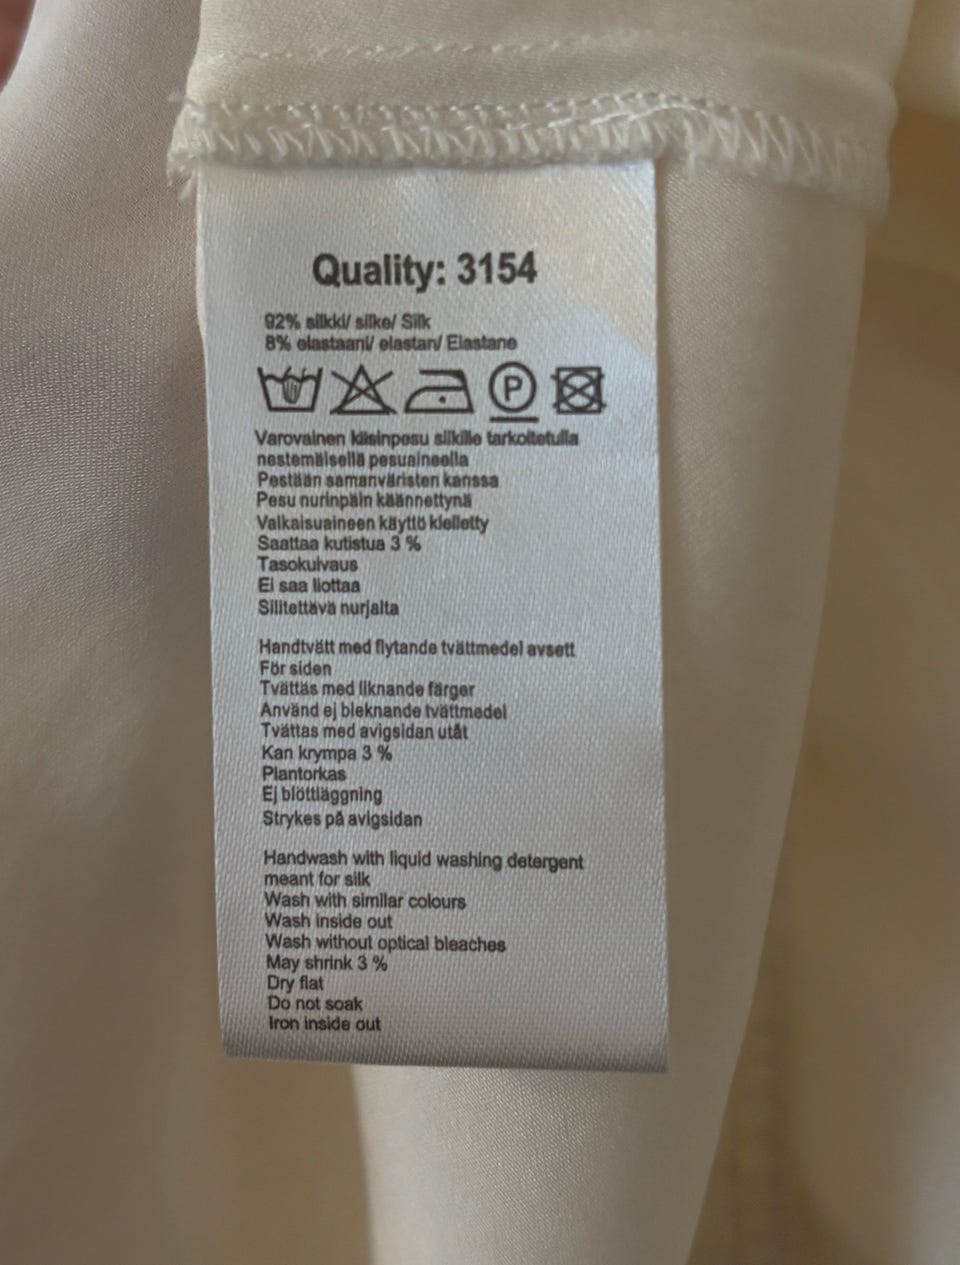 Quality: 3154
92% silkki/ silke/ Silk
8% elastaani/ elastan/ Elastane
P
Varovainen käsinpesu silkille tarkoitetulla
nestemäisellä pesuaineella
Pestään samanväristen kanssa
Pesu nurinpäin käännettynä
Valkaisuaineen käyttö kielletty
Saattaa kutistua 3 %
Tasokuivaus
Ei saa liottaa
Silitettävä nurjalta
Handtvätt med flytande tvättmedel avsett
För siden
Tvättäs med liknande färger
Använd ej bleknande tvättmedel
Tvättas med avigsidan utåt
Kan krympa 3 %
Plantorkas
Ej blöttläggning
Strykes på avigsidan
Handwash with liquid washing detergent
meant for silk
Wash with similar colours
Wash inside out
Wash without optical bleaches
May shrink 3 %
Dry flat
Do not soak
Iron inside out